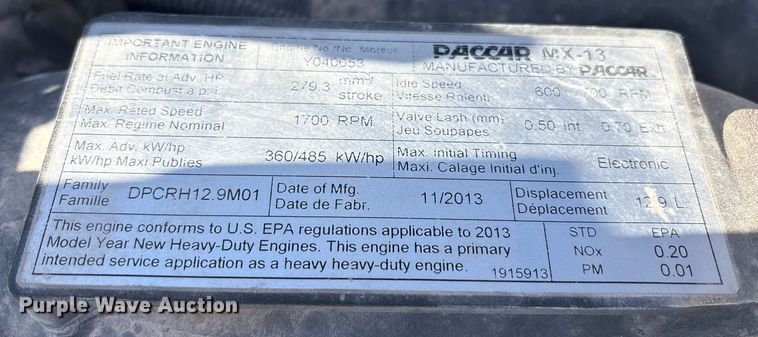 IMPORTANT ENGINE INFORMATION
Engine No /No. Moteur
Y040053
PACCAR MX-13
MANUFACTURED BY PACCAR
Fuel Rate at Adv. HP
Debit Combust a p.i.
279.3 mm³/stroke
Idle Speed
Vitesse Ralenti
600 700 RPM
Max. Rated Speed
Max. Regime Nominal
1700 RPM
Valve Lash (mm)
Jeu Soupapes
0.50 Int. 0.70 Ext.
Max. Adv. kW/hp
kW/hp Maxi Publies
360/485 kW/hp
Max. Initial Timing
Maxi. Calage Initial d'inj.
Electronic
Family
Famille
DPCRH12.9M01
Date of Mfg.
Date de Fabr.
11/2013
Displacement
Déplacement
12.9 L
This engine conforms to U.S. EPA regulations applicable to 2013
Model Year New Heavy-Duty Engines. This engine has a primary
intended service application as a heavy heavy-duty engine.
1915913
STD EPA
NOx 0.20
PM 0.01
Purple Wave Auction